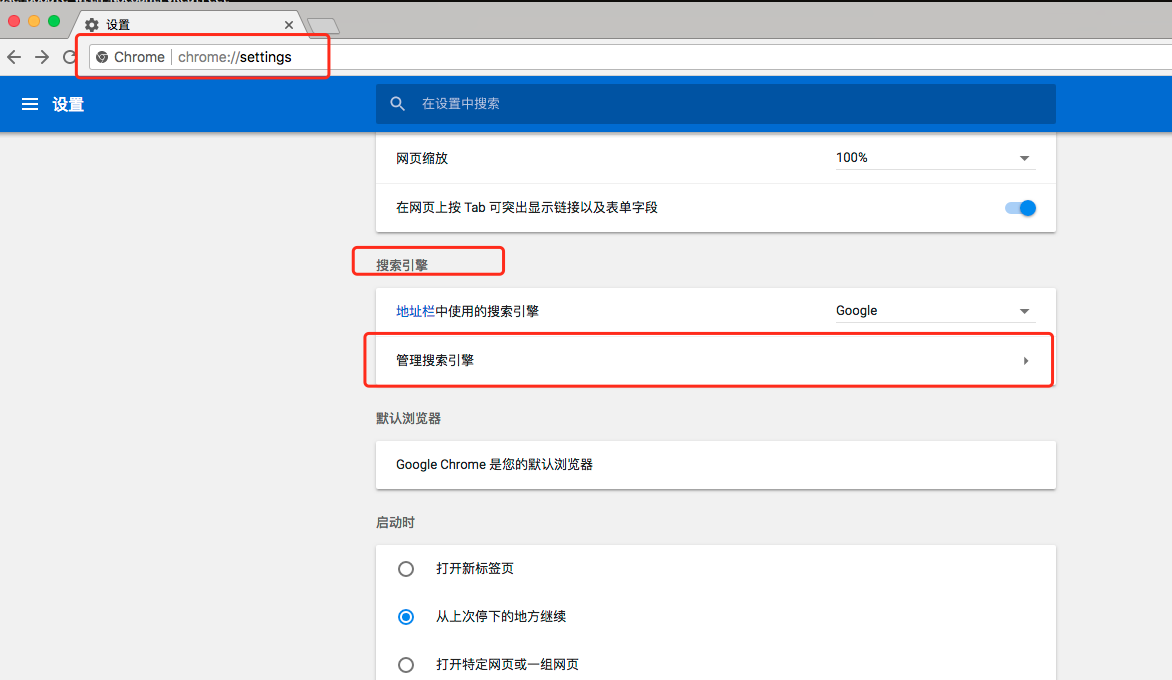 设置
Chrome | chrome://settings
设置
在设置中搜索
网页缩放 100%
在网页上按 Tab 可突出显示链接以及表单字段
搜索引擎
地址栏中使用的搜索引擎 Google
管理搜索引擎
默认浏览器
Google Chrome 是您的默认浏览器
启动时
打开新标签页
从上次停下的地方继续
打开特定网页或一组网页